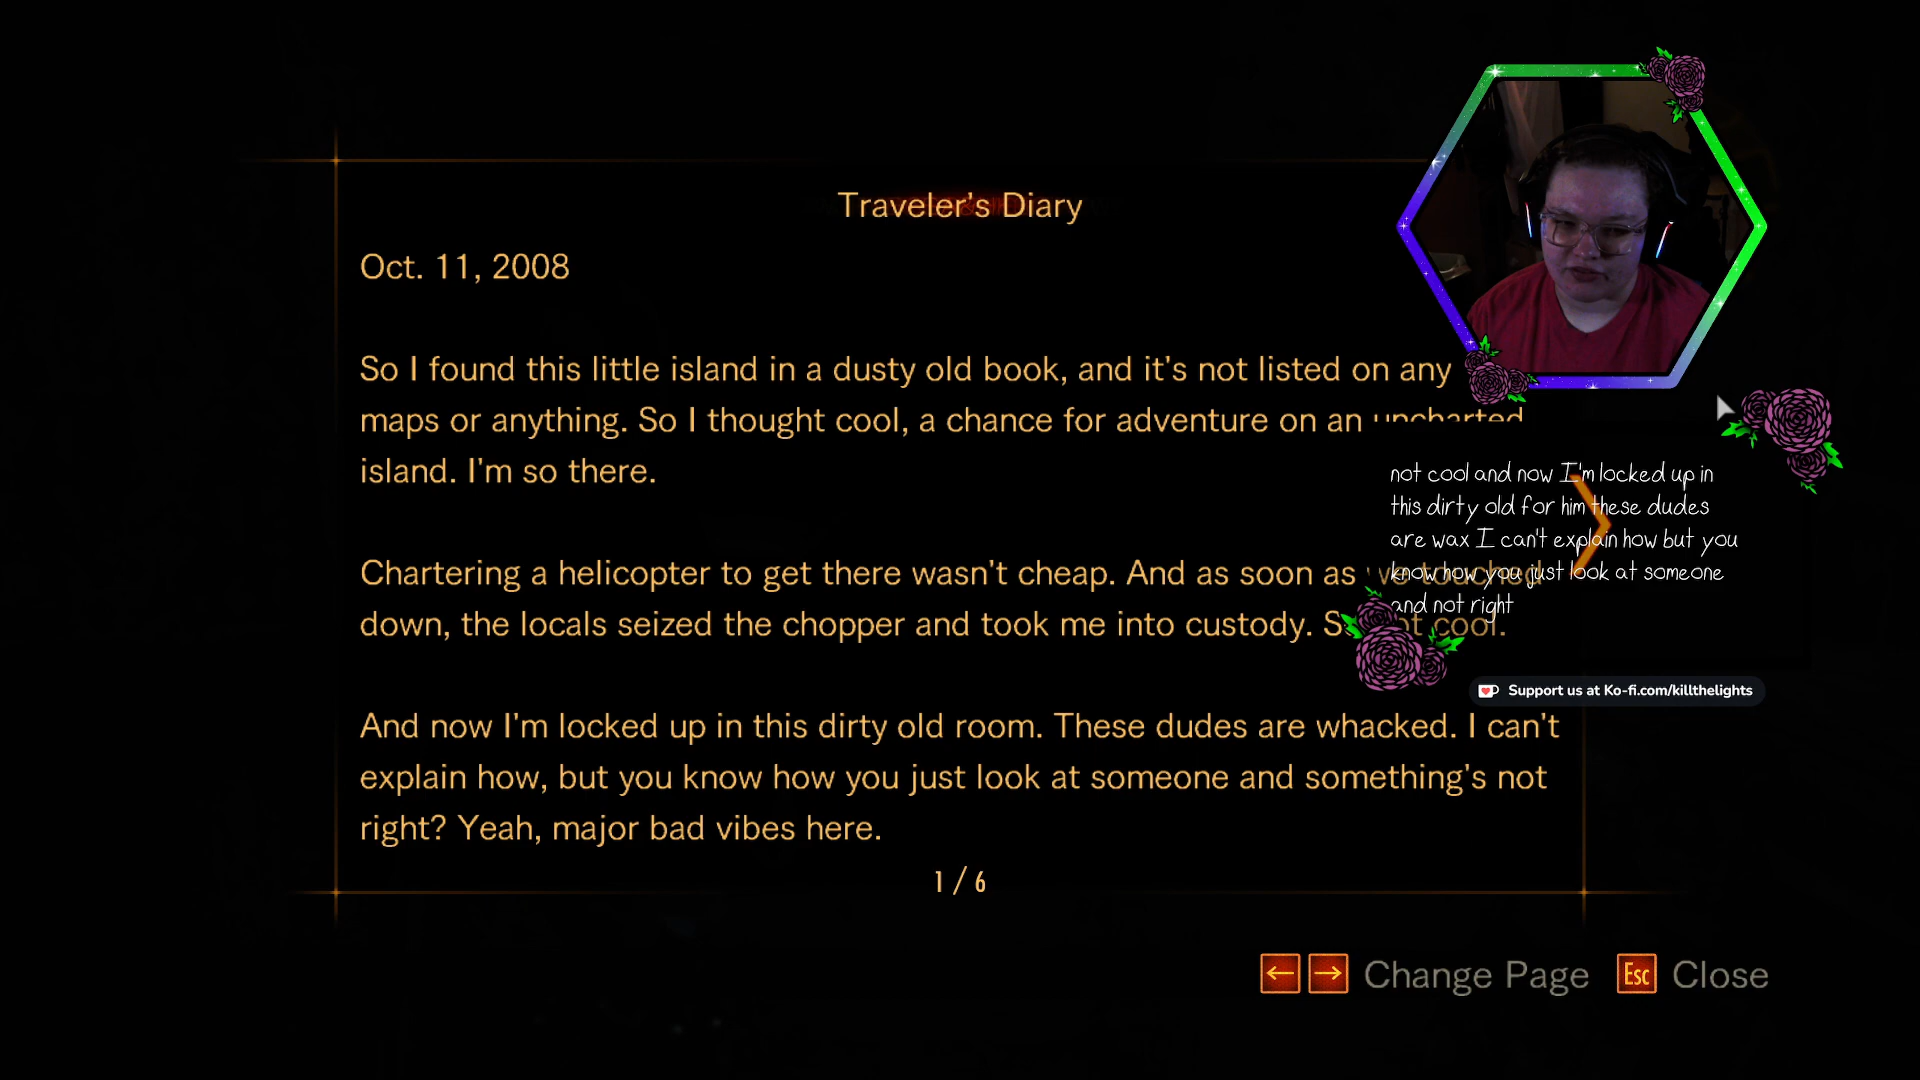 Traveler's Diary
Oct. 11, 2008
So I found this little island in a dusty old book, and it's not listed on any
maps or anything. So I thought cool, a chance for adventure on an uncharted
island. I'm so there.
Chartering a helicopter to get there wasn't cheap. And as soon as we touched
down, the locals seized the chopper and took me into custody. So not cool.
And now I'm locked up in this dirty old room. These dudes are whacked. I can't
explain how, but you know how you just look at someone and something's not
right? Yeah, major bad vibes here.
1 / 6
← → Change Page Esc Close
not cool and now I'm locked up in
this dirty old for him these dudes
are wax I can't explain how but you
know how you just look at someone
and not right
Support us at Ko-fi.com/killthelights